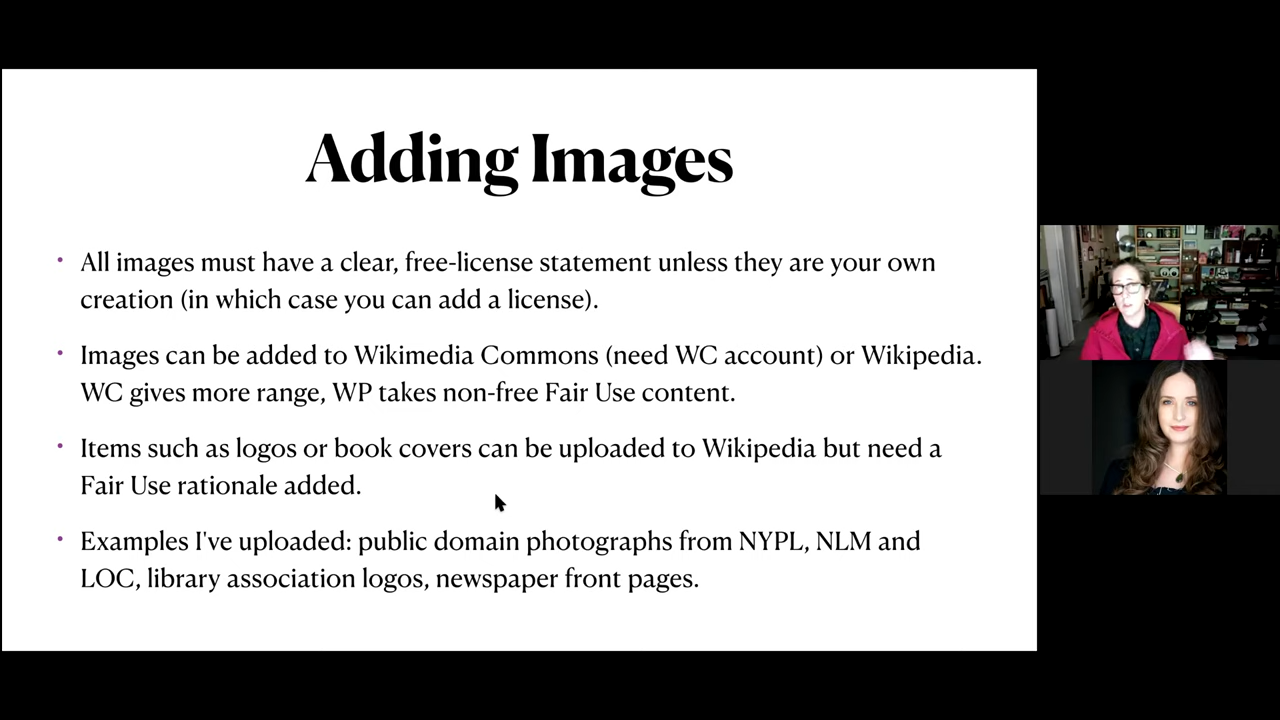 Adding Images
• All images must have a clear, free-license statement unless they are your own
creation (in which case you can add a license).
• Images can be added to Wikimedia Commons (need WC account) or Wikipedia.
WC gives more range, WP takes non-free Fair Use content.
• Items such as logos or book covers can be uploaded to Wikipedia but need a
Fair Use rationale added.
• Examples I've uploaded: public domain photographs from NYPL, NLM and
LOC, library association logos, newspaper front pages.